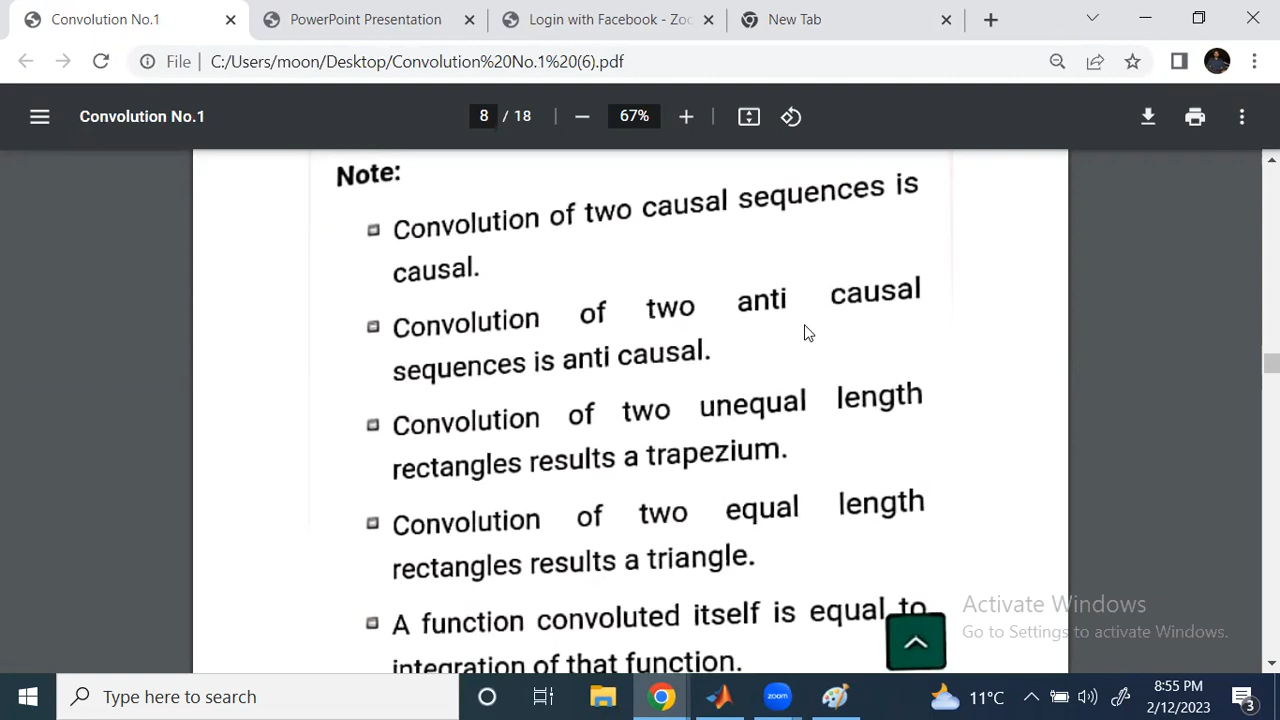 Convolution No.1
PowerPoint Presentation
Login with Facebook - Zoo
New Tab
File
C:/Users/moon/Desktop/Convolution%20No.1%20(6).pdf
Convolution No.1
8 / 18
67%
Note:
Convolution of two causal sequences is
causal.
Convolution of two anti causal
sequences is anti causal.
Convolution of two unequal length
rectangles results a trapezium.
Convolution of two equal length
rectangles results a triangle.
A function convoluted itself is equal to
integration of that function.
Activate Windows
Go to Settings to activate Windows.
Type here to search
zoom
11°C
8:55 PM
2/12/2023
3